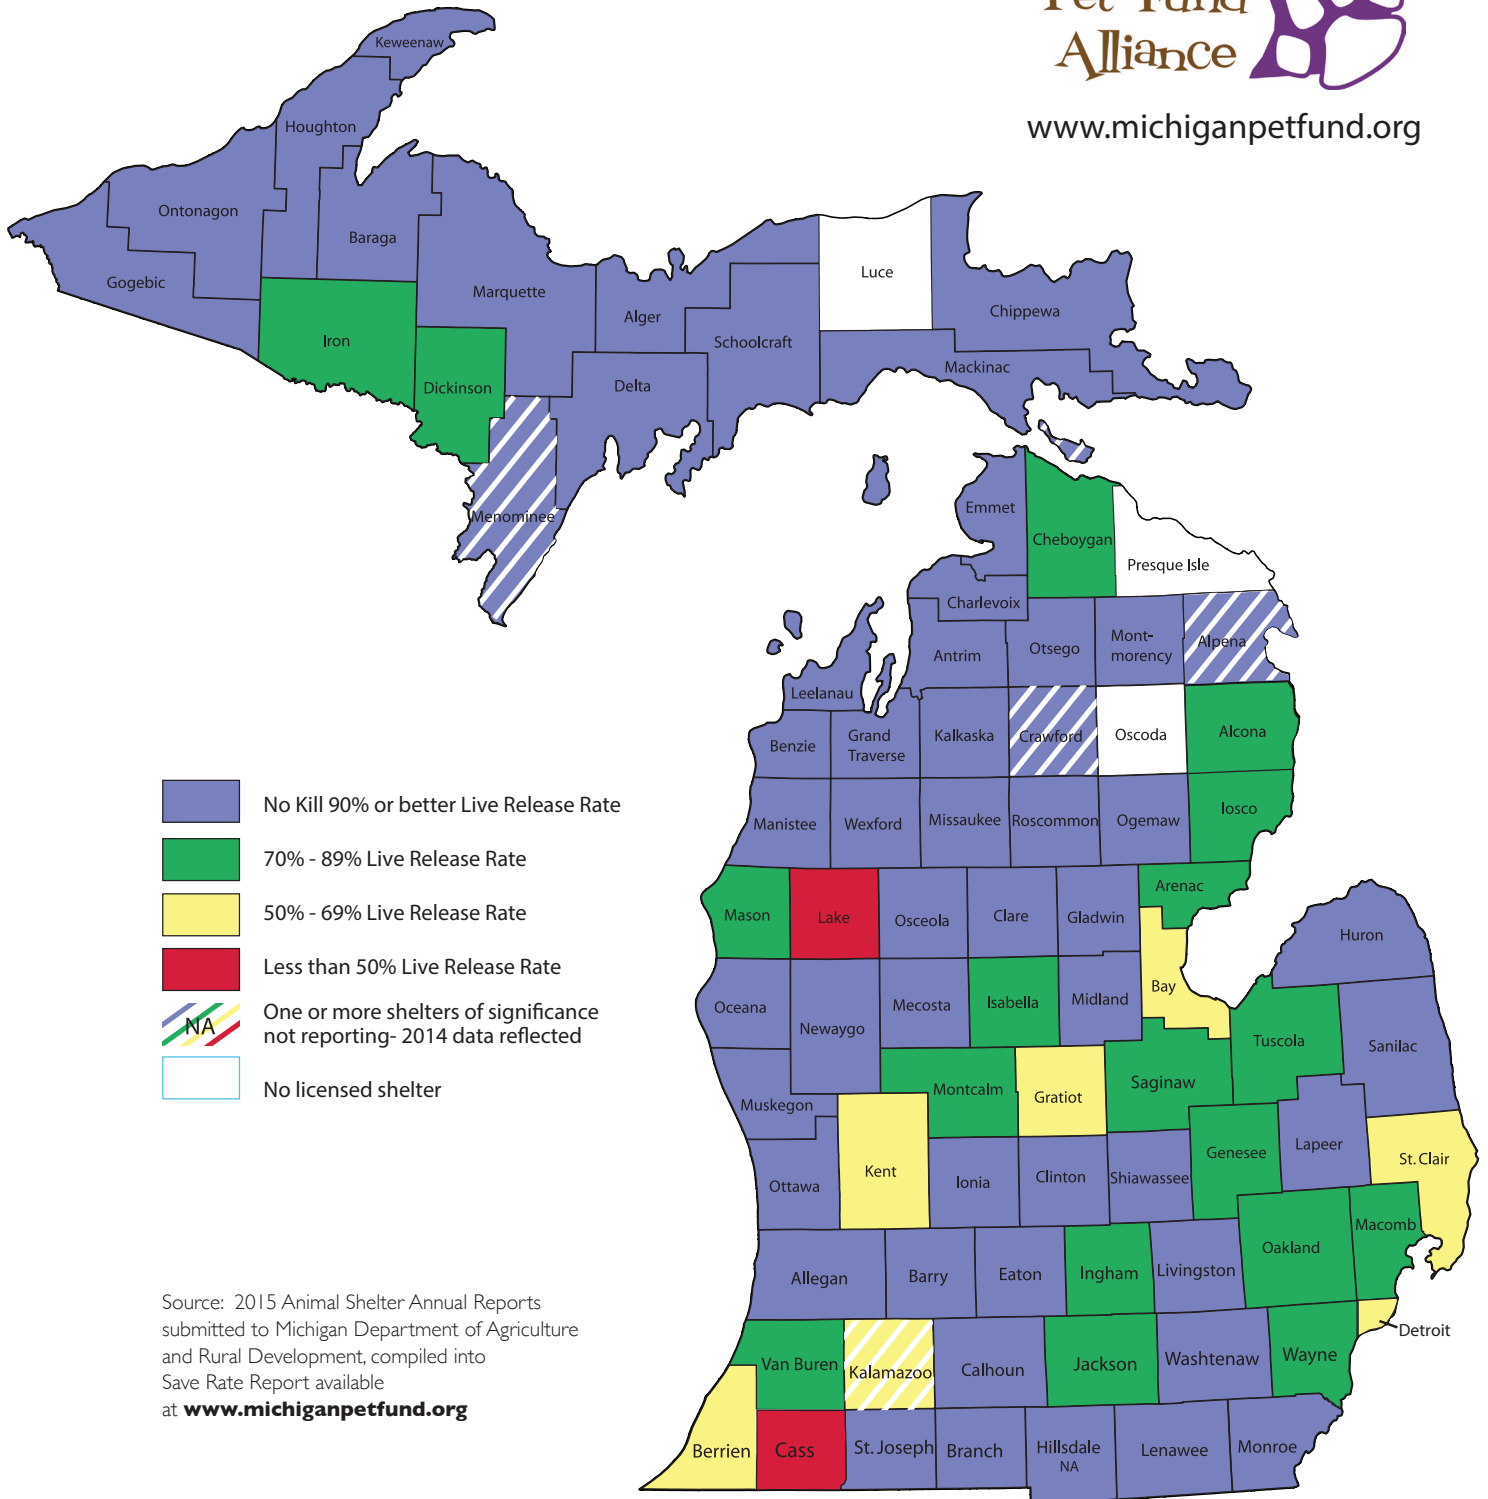 Pet Fund
Alliance
www.michiganpetfund.org
Keweenaw
Houghton
Ontonagon
Baraga
Gogebic
Marquette
Luce
Alger
Chippewa
Iron
Schoolcraft
Dickinson
Delta
Mackinac
Menominee
Emmet
Cheboygan
Presque Isle
Charlevoix
Antrim
Otsego
Mont-
morency
Alpena
Leelanau
Benzie
Grand
Traverse
Kalkaska
Crawford
Oscoda
Alcona
Manistee
Wexford
Missaukee
Roscommon
Ogemaw
Iosco
Mason
Lake
Osceola
Clare
Gladwin
Arenac
Huron
Oceana
Newaygo
Mecosta
Isabella
Midland
Bay
Tuscola
Sanilac
Muskegon
Montcalm
Gratiot
Saginaw
Genesee
Lapeer
St. Clair
Ottawa
Kent
Ionia
Clinton
Shiawassee
Oakland
Macomb
Allegan
Barry
Eaton
Ingham
Livingston
Detroit
Van Buren
Kalamazoo
Calhoun
Jackson
Washtenaw
Wayne
Berrien
Cass
St. Joseph
Branch
Hillsdale
NA
Lenawee
Monroe
No Kill 90% or better Live Release Rate
70% - 89% Live Release Rate
50% - 69% Live Release Rate
Less than 50% Live Release Rate
NA
One or more shelters of significance
not reporting- 2014 data reflected
No licensed shelter
Source: 2015 Animal Shelter Annual Reports
submitted to Michigan Department of Agriculture
and Rural Development, compiled into
Save Rate Report available
at www.michiganpetfund.org